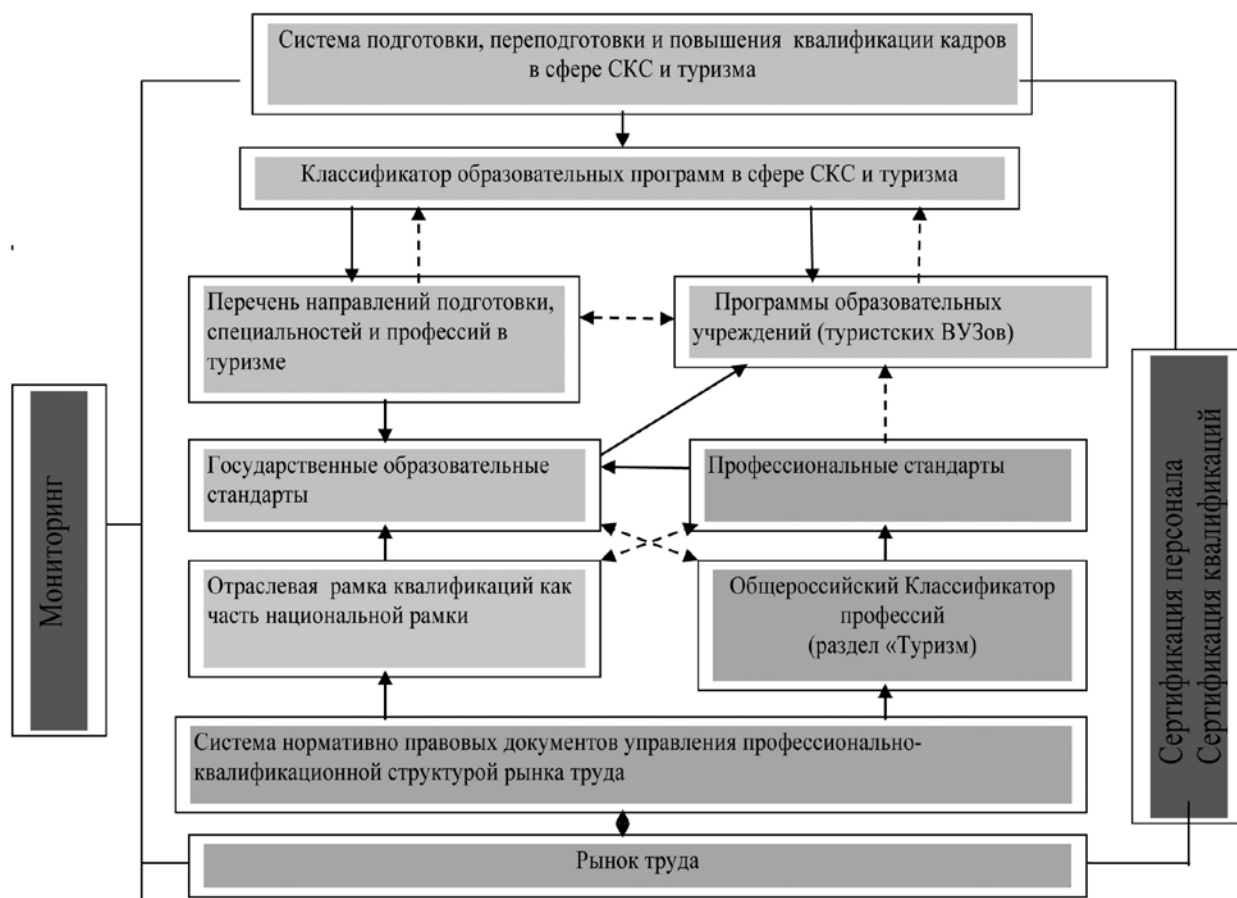 Система подготовки, переподготовки и повышения квалификации кадров
в сфере СКС и туризма
Классификатор образовательных программ в сфере СКС и туризма
Перечень направлений подготовки,
специальностей и профессий в
туризме
Программы образовательных
учреждений (туристских ВУЗов)
Мониторинг
Сертификация персонала
Сертификация квалификаций
Государственные образовательные
стандарты
Профессиональные стандарты
Отраслевая рамка квалификаций как
часть национальной рамки
Общероссийский Классификатор
профессий
(раздел «Туризм)
Система нормативно правовых документов управления профессионально-
квалификационной структурой рынка труда
Рынок труда